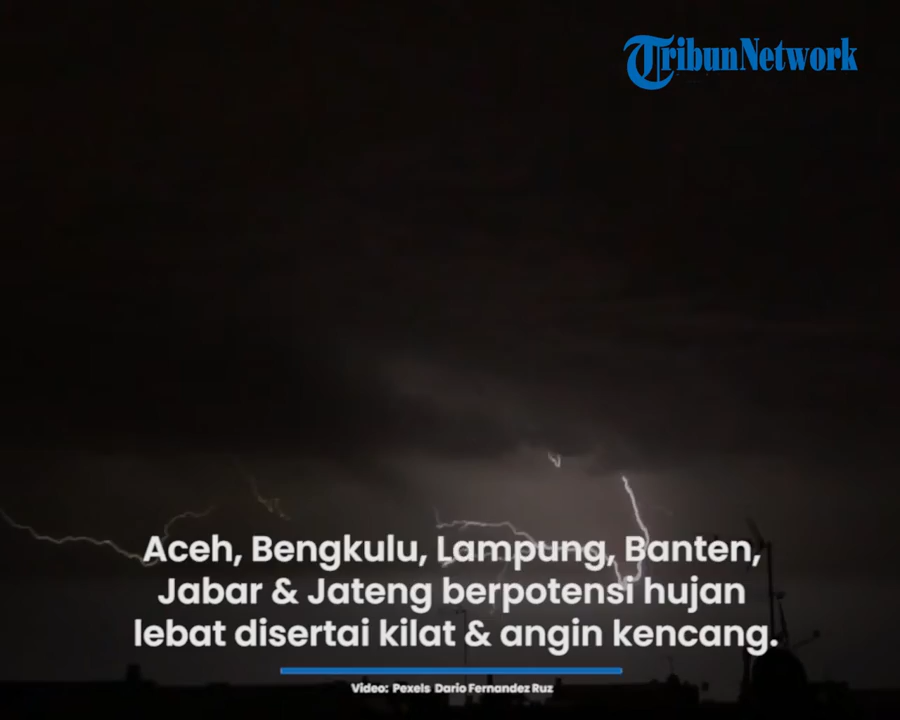 TribunNetwork
Aceh, Bengkulu, Lampung, Banten,
Jabar & Jateng berpotensi hujan
lebat disertai kilat & angin kencang.
Video: Pexels Dario Fernandez Ruz